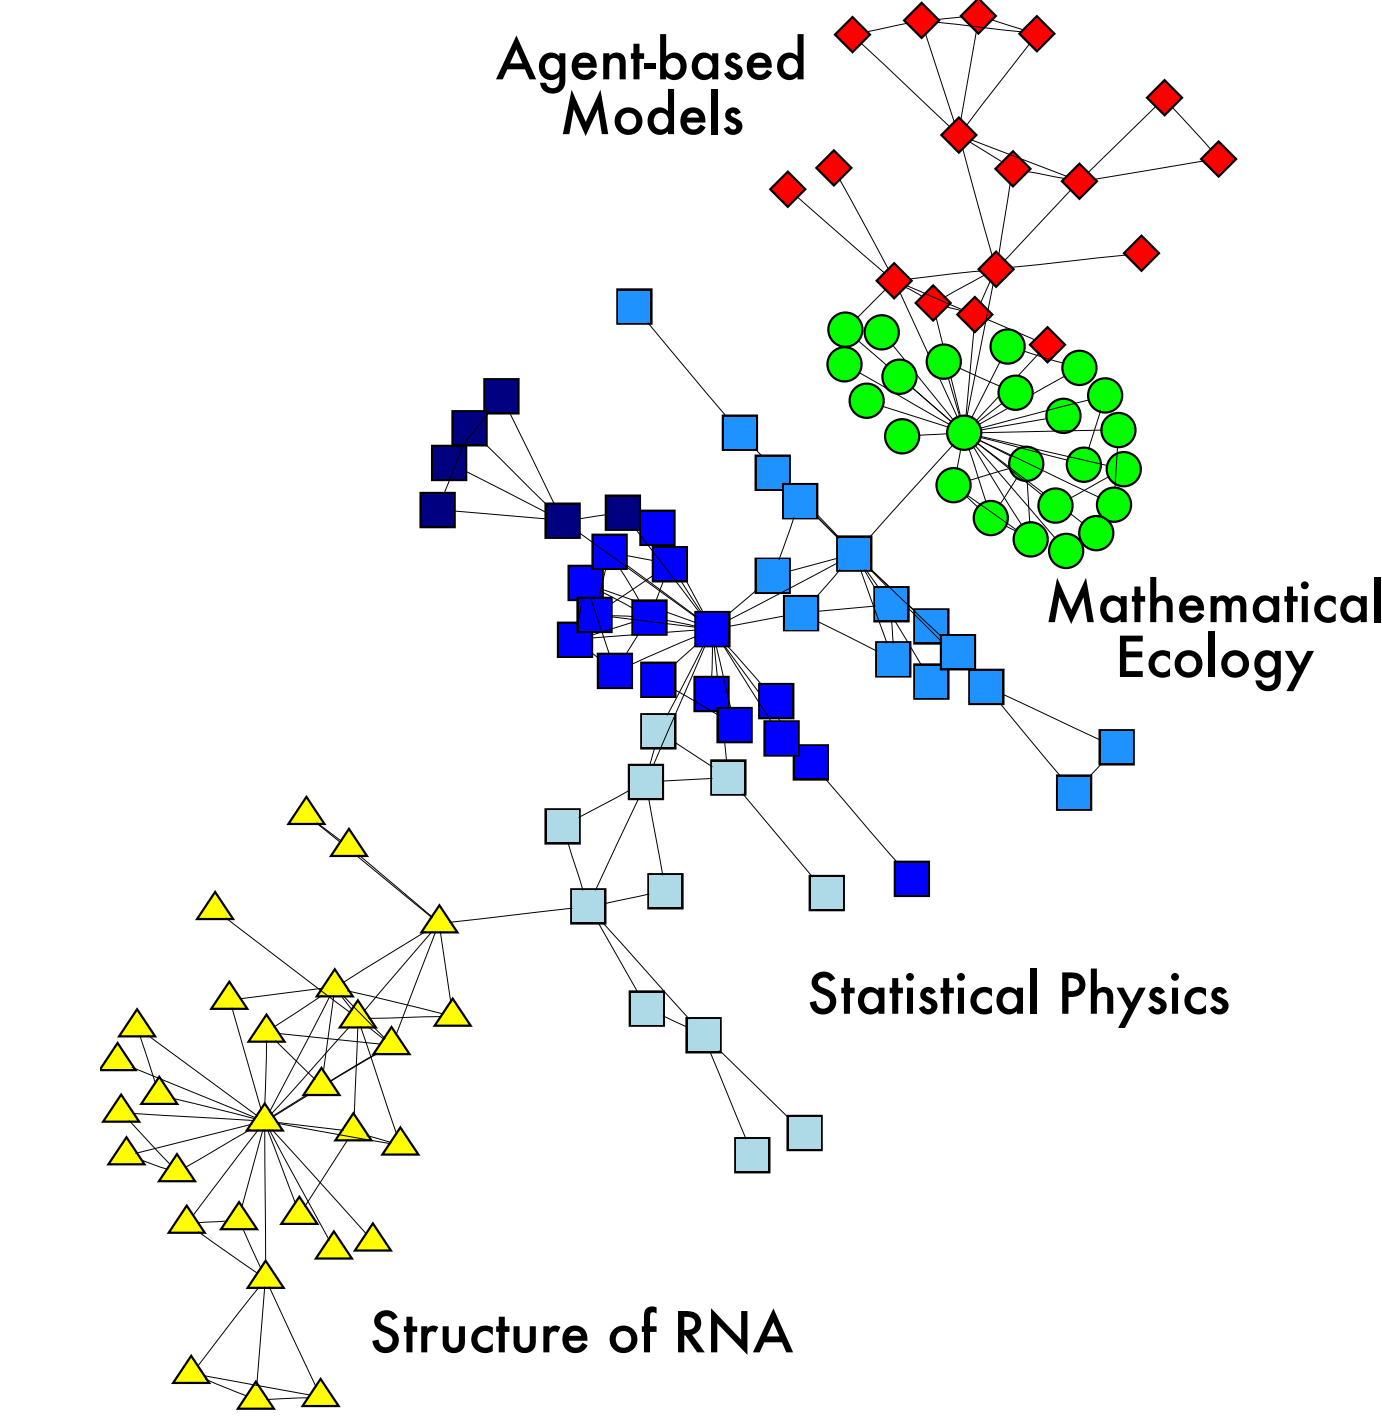 Agent-based
Models
Mathematical
Ecology
Statistical Physics
Structure of RNA